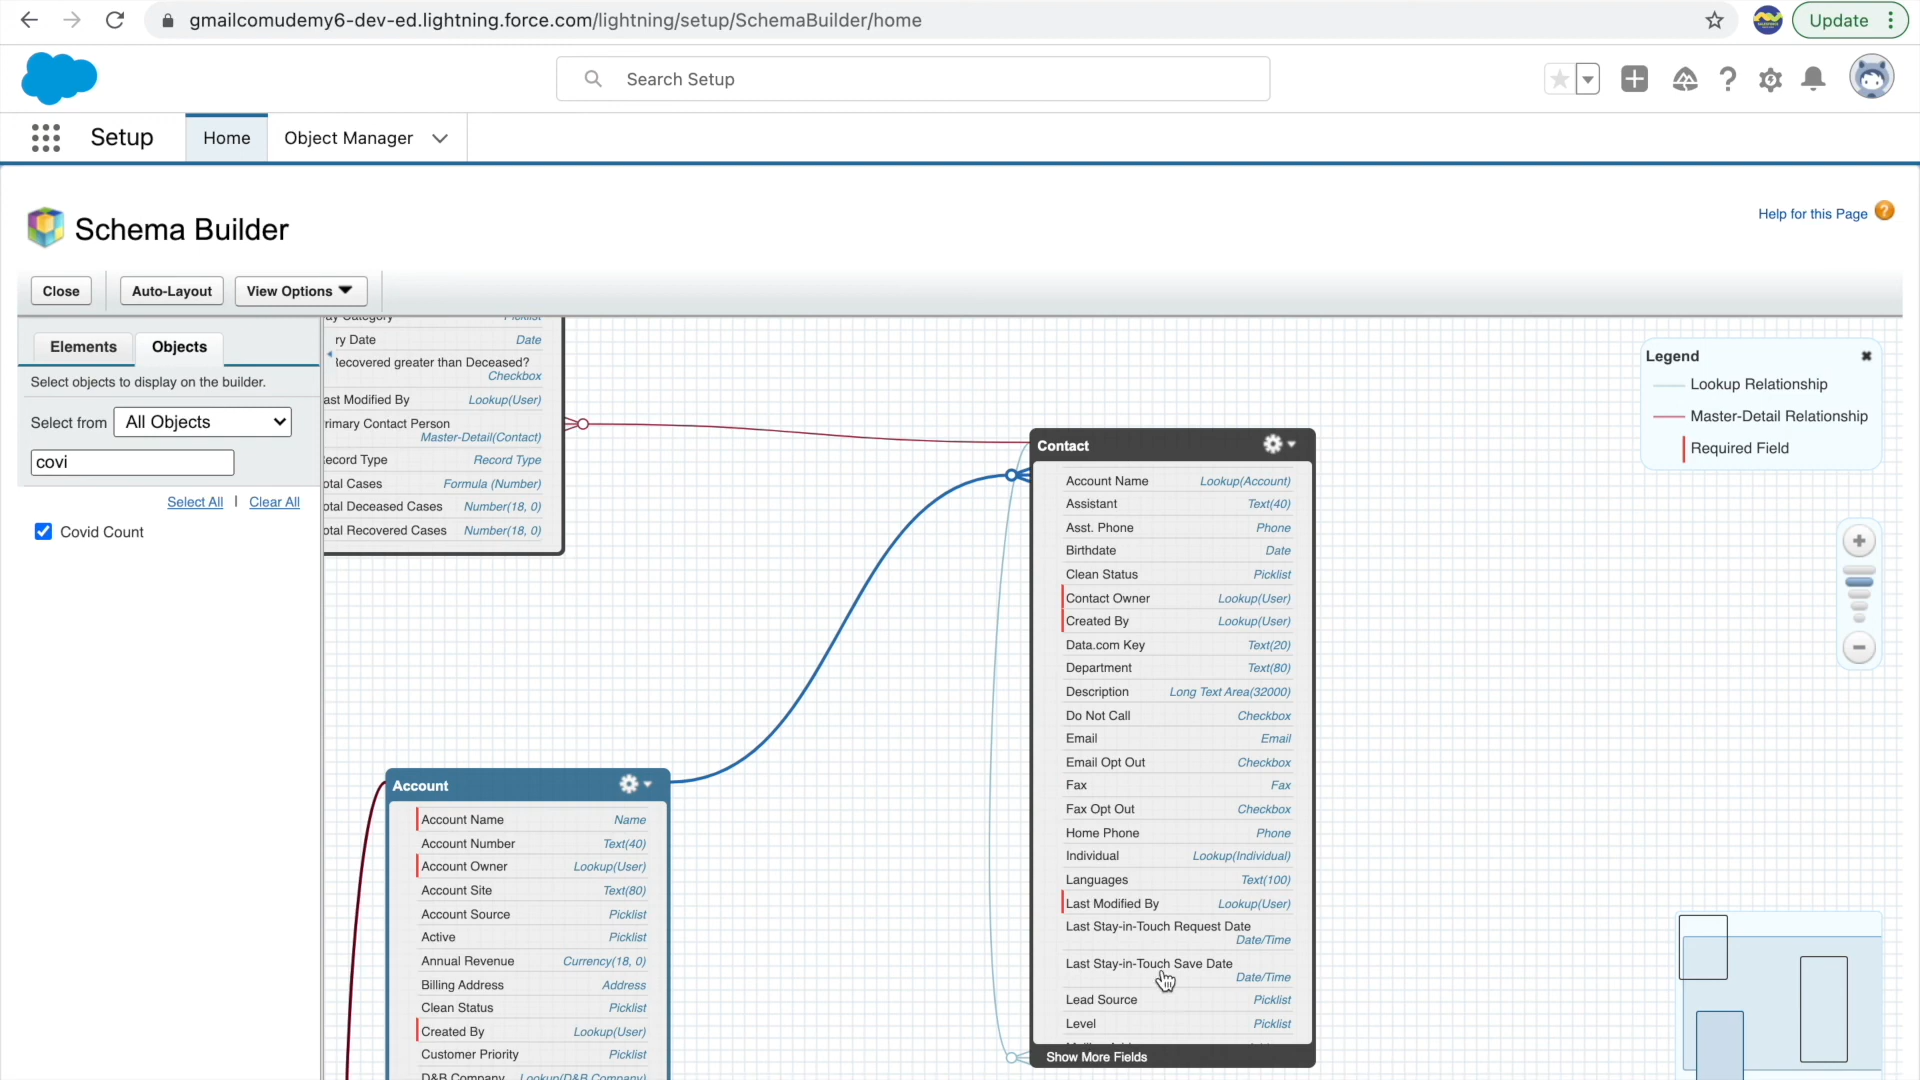 gmailcomudemy6-dev-ed.lightning.force.com/lightning/setup/SchemaBuilder/home
Update
Search Setup
Setup
Home
Object Manager
Schema Builder
Help for this Page
Close
Auto-Layout
View Options
Elements
Objects
Select objects to display on the builder.
Select from All Objects
covi
Select All | Clear All
Covid Count
ry Date Date
ecovered greater than Deceased?
Checkbox
ast Modified By Lookup(User)
rimary Contact Person
Master-Detail(Contact)
ecord Type Record Type
otal Cases Formula (Number)
otal Deceased Cases Number(18, 0)
otal Recovered Cases Number(18, 0)
Account
Account Name Name
Account Number Text(40)
Account Owner Lookup(User)
Account Site Text(80)
Account Source Picklist
Active Picklist
Annual Revenue Currency(18, 0)
Billing Address Address
Clean Status Picklist
Created By Lookup(User)
Customer Priority Picklist
D&B Company Lookup(D&B Company)
Contact
Account Name Lookup(Account)
Assistant Text(40)
Asst. Phone Phone
Birthdate Date
Clean Status Picklist
Contact Owner Lookup(User)
Created By Lookup(User)
Data.com Key Text(20)
Department Text(80)
Description Long Text Area(32000)
Do Not Call Checkbox
Email Email
Email Opt Out Checkbox
Fax Fax
Fax Opt Out Checkbox
Home Phone Phone
Individual Lookup(Individual)
Languages Text(100)
Last Modified By Lookup(User)
Last Stay-in-Touch Request Date
Date/Time
Last Stay-in-Touch Save Date
Date/Time
Lead Source Picklist
Level Picklist
Show More Fields
Legend
Lookup Relationship
Master-Detail Relationship
Required Field